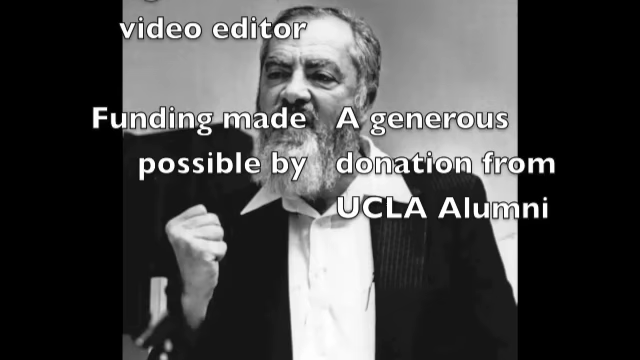 video editor
Funding made A generous
possible by donation from
UCLA Alumni